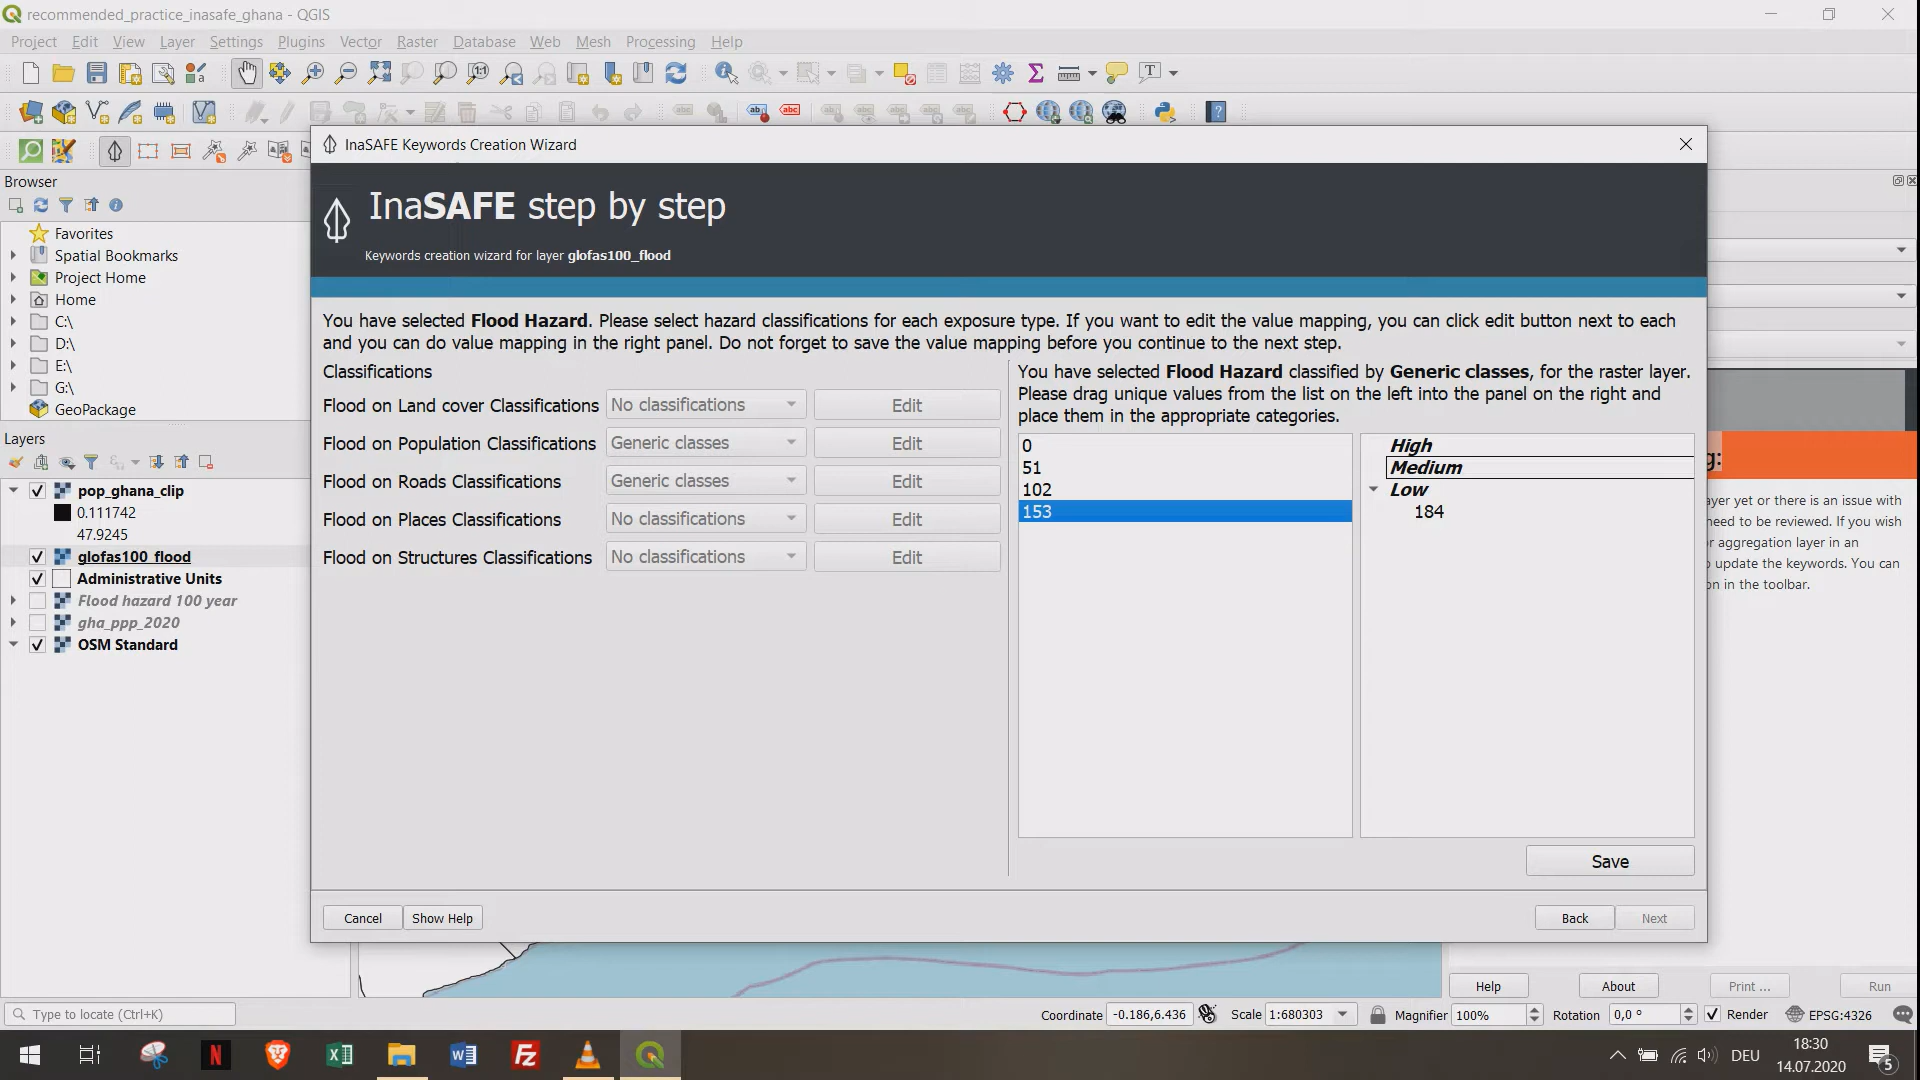 recommended_practice_inasafe_ghana - QGIS
Project Edit View Layer Settings Plugins Vector Raster Database Web Mesh Processing Help
InaSAFE Keywords Creation Wizard
Browser
InaSAFE step by step
Keywords creation wizard for layer glofas100_flood
Favorites
Spatial Bookmarks
Project Home
Home
C:\
D:\
E:\
G:\
GeoPackage
You have selected Flood Hazard. Please select hazard classifications for each exposure type. If you want to edit the value mapping, you can click edit button next to each
and you can do value mapping in the right panel. Do not forget to save the value mapping before you continue to the next step.
Classifications
Flood on Land cover Classifications No classifications Edit
Flood on Population Classifications Generic classes Edit
Flood on Roads Classifications Generic classes Edit
Flood on Places Classifications No classifications Edit
Flood on Structures Classifications No classifications Edit
You have selected Flood Hazard classified by Generic classes, for the raster layer.
Please drag unique values from the list on the left into the panel on the right and
place them in the appropriate categories.
0
51
102
153
High
Medium
Low
184
Save
Layers
pop_ghana_clip
0.111742
47.9245
glofas100_flood
Administrative Units
Flood hazard 100 year
gha_ppp_2020
OSM Standard
g:
ayer yet or there is an issue with
need to be reviewed. If you wish
or aggregation layer in an
update the keywords. You can
on in the toolbar.
Cancel Show Help Back Next
Help About Print ... Run
Type to locate (Ctrl+K) Coordinate -0.186,6.436 Scale 1:680303 Magnifier 100% Rotation 0,0 ° Render EPSG:4326
DEU
18:30
14.07.2020
5